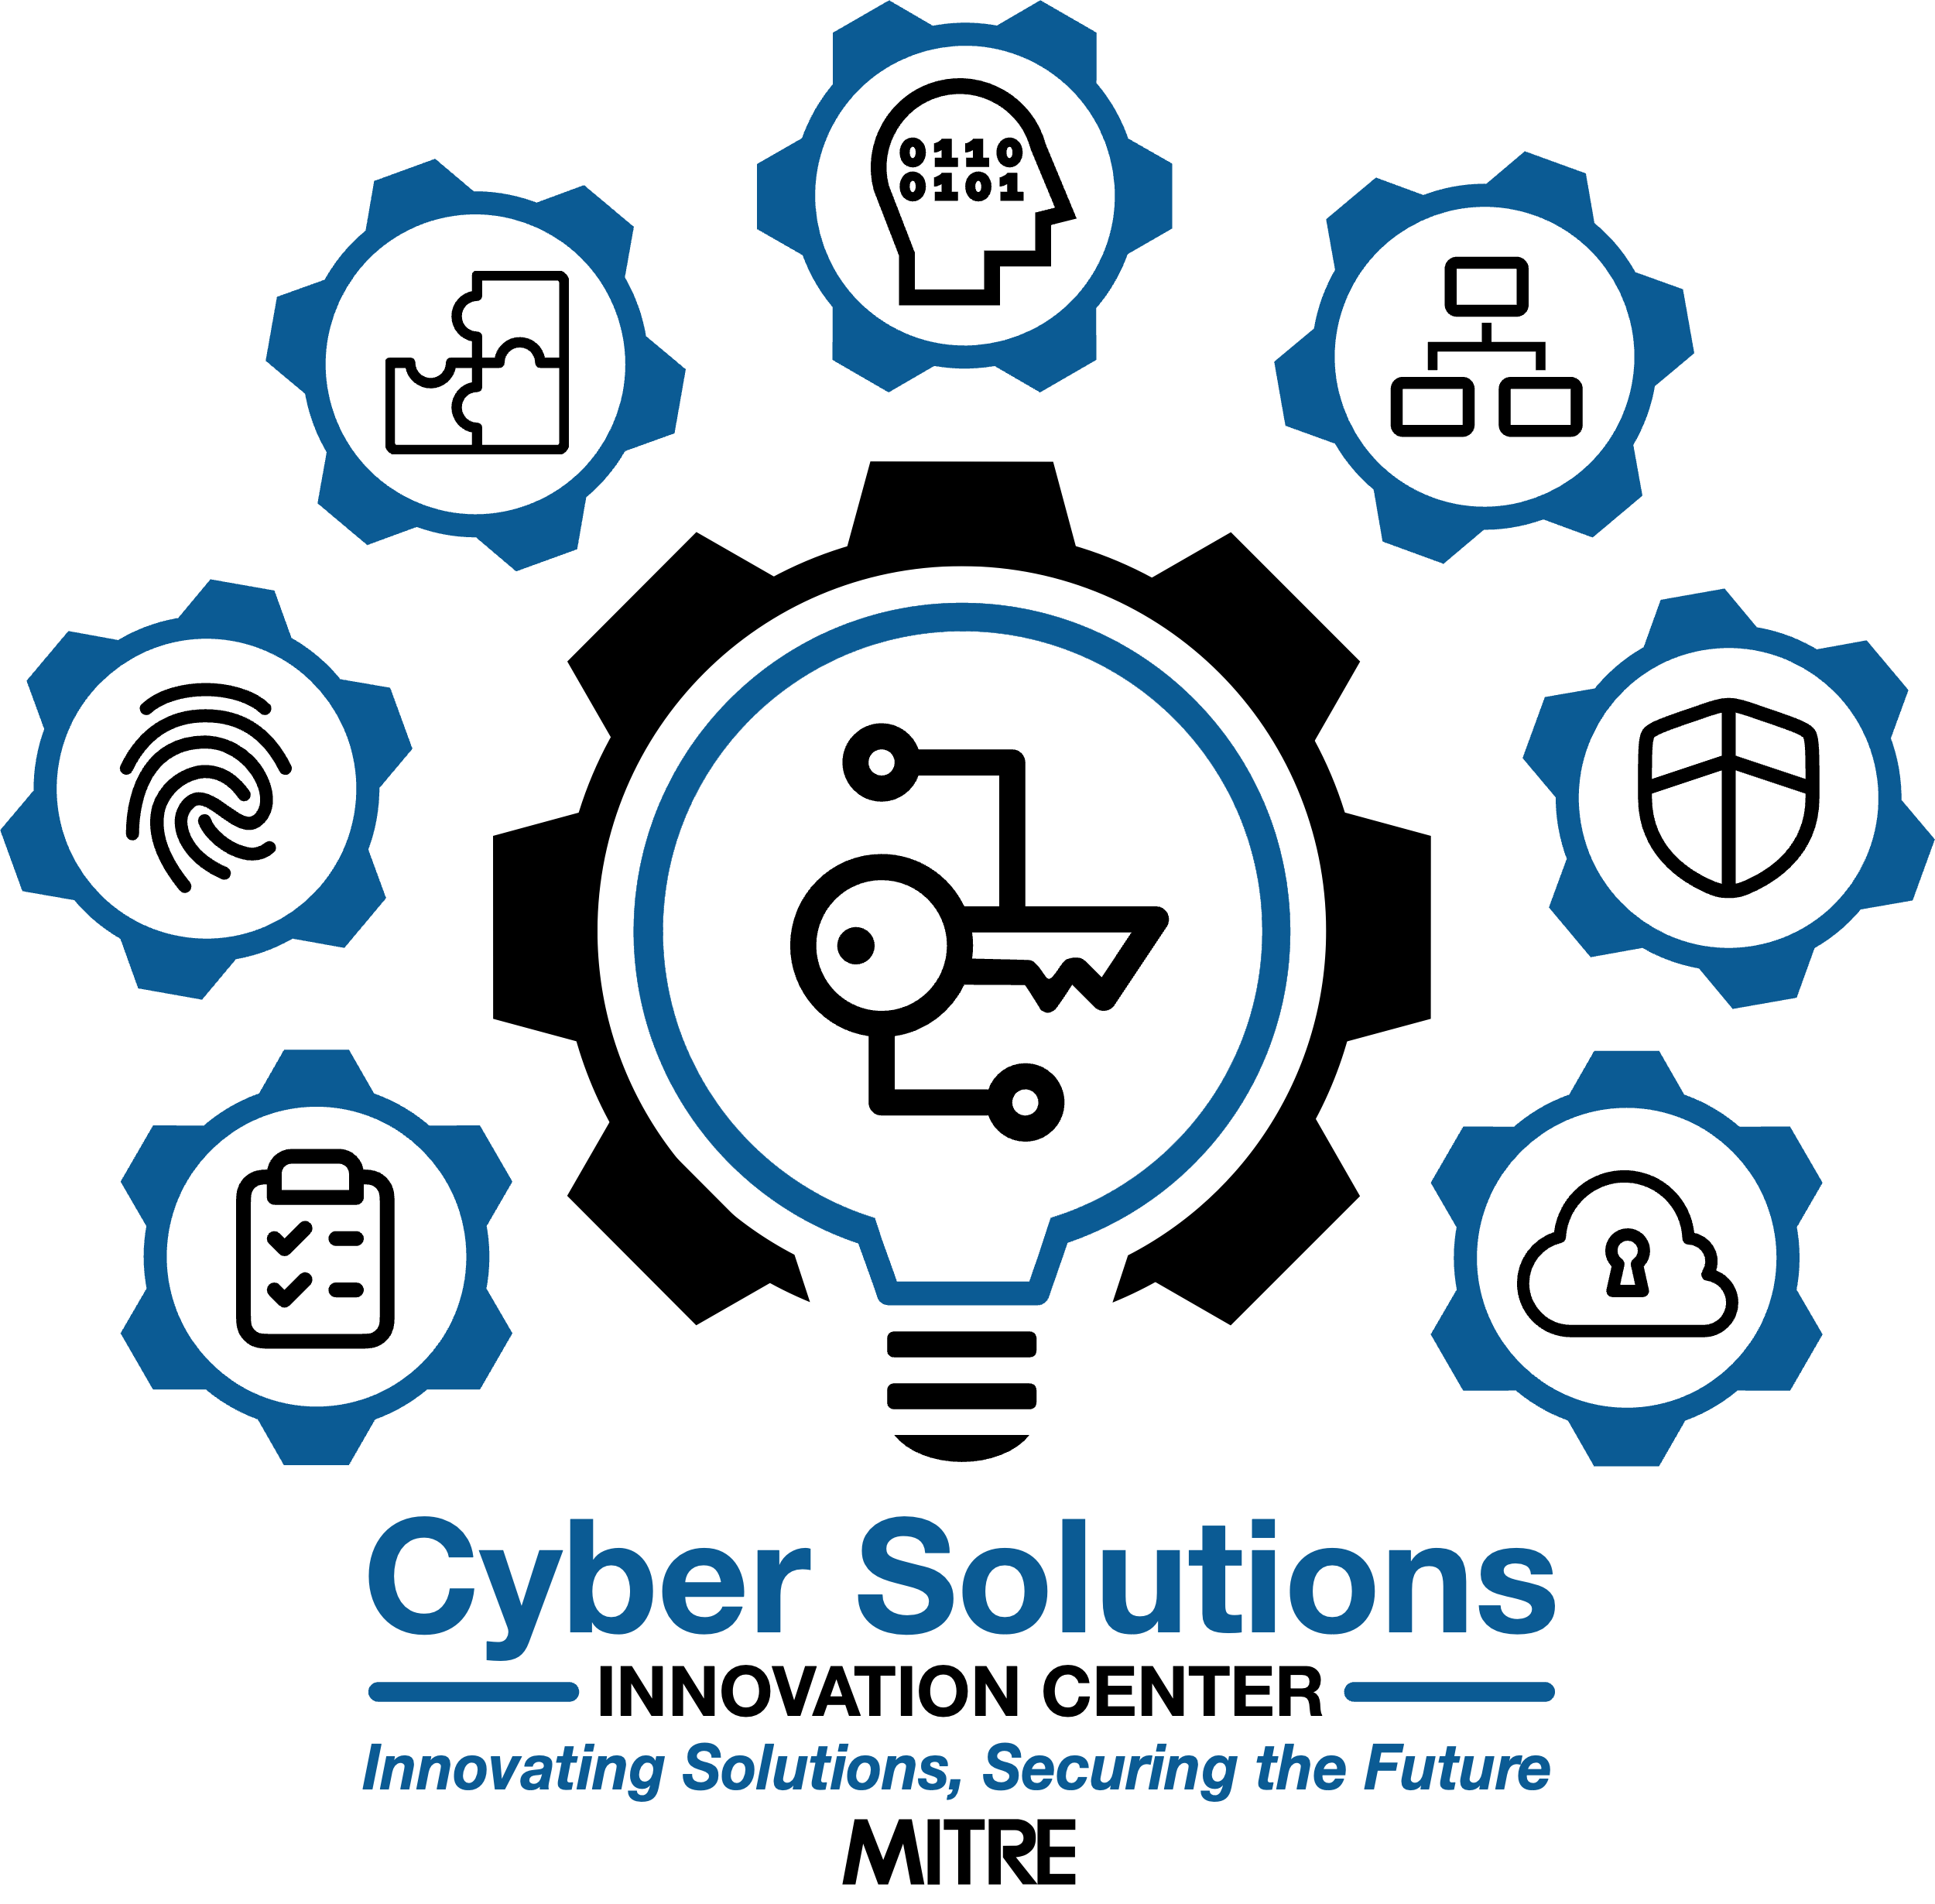 0110
0101
Cyber Solutions
INNOVATION CENTER
Innovating Solutions, Securing the Future
MITRE